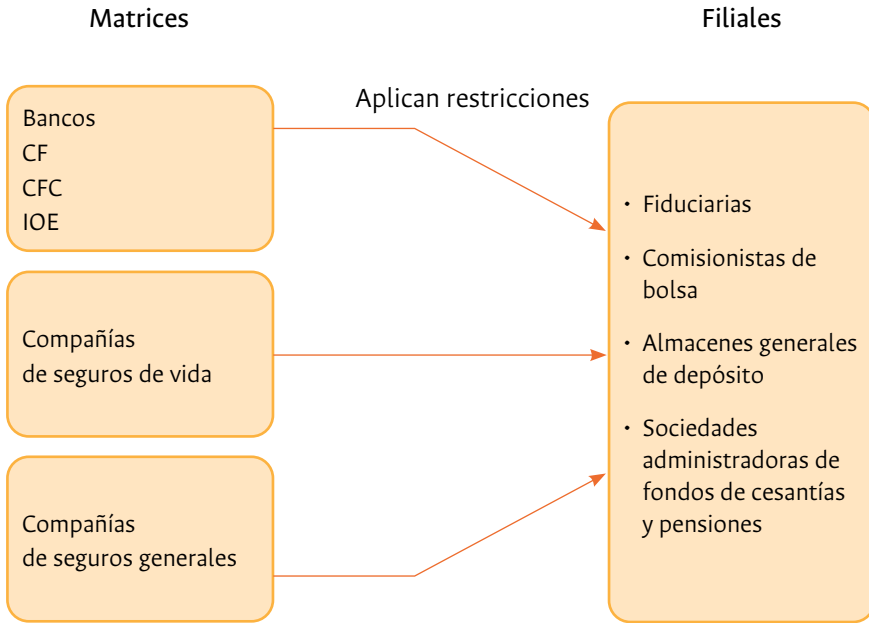 Matrices
Filiales
Aplican restricciones
Bancos
CF
CFC
IOE
Compañías
de seguros de vida
Compañías
de seguros generales
• Fiduciarias
• Comisionistas de
bolsa
• Almacenes generales
de depósito
• Sociedades
administradoras de
fondos de cesantías
y pensiones